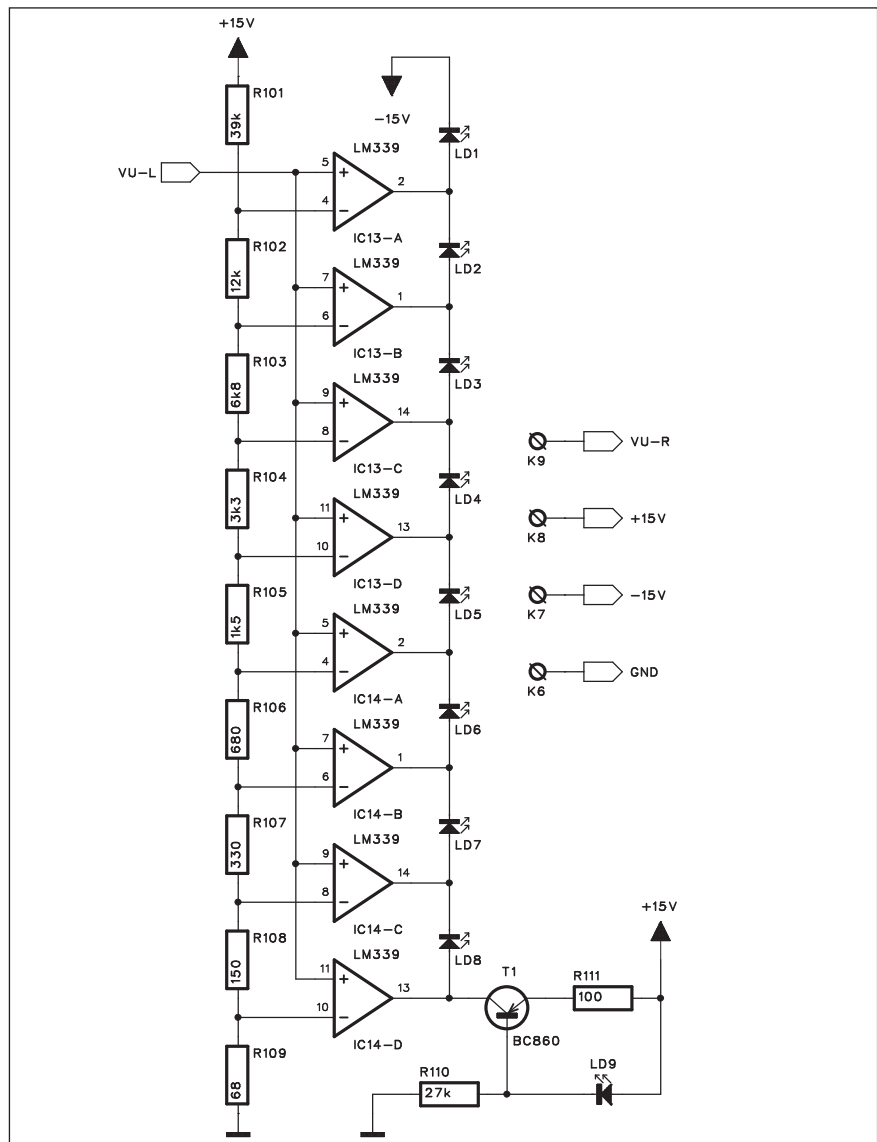 +15V
R101
39k
-15V
LD1
LM339
VU-L
5
+
2
4
-
IC13-A
R102
12k
LM339
LD2
7
+
1
6
-
IC13-B
R103
6k8
LM339
LD3
9
+
14
8
-
IC13-C
K9
VU-R
R104
3k3
LM339
LD4
11
+
13
10
-
IC13-D
K8
+15V
R105
1k5
LM339
LD5
5
+
2
4
-
IC14-A
K7
-15V
R106
680
LM339
LD6
7
+
1
6
-
IC14-B
K6
GND
R107
330
LM339
LD7
9
+
14
8
-
IC14-C
R108
150
LM339
LD8
11
+
13
10
-
IC14-D
T1
BC860
R111
100
+15V
R109
68
R110
27k
LD9